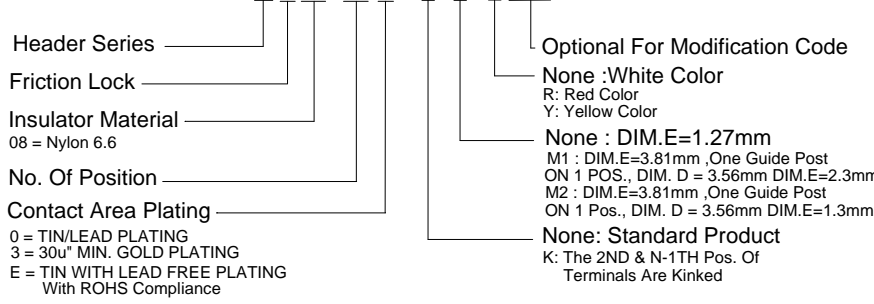 Header Series
Friction Lock
Insulator Material
08 = Nylon 6.6
No. Of Position
Contact Area Plating
0 = TIN/LEAD PLATING
3 = 30u" MIN. GOLD PLATING
E = TIN WITH LEAD FREE PLATING
With ROHS Compliance
Optional For Modification Code
None :White Color
R: Red Color
Y: Yellow Color
None : DIM.E=1.27mm
M1 : DIM.E=3.81mm ,One Guide Post
ON 1 POS., DIM. D = 3.56mm DIM.E=2.3mm
M2 : DIM.E=3.81mm ,One Guide Post
ON 1 Pos., DIM. D = 3.56mm DIM.E=1.3mm
None: Standard Product
K: The 2ND & N-1TH Pos. Of
Terminals Are Kinked